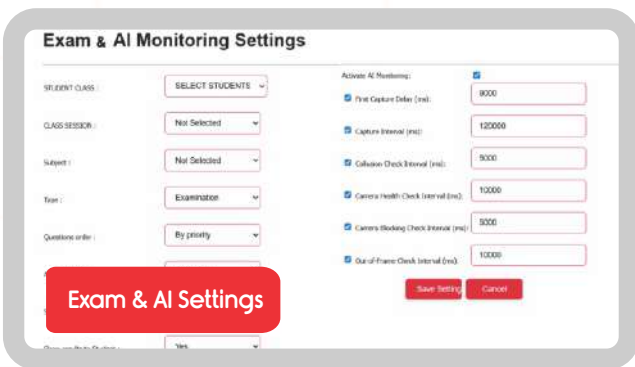 Exam & AI Monitoring Settings
STUDENT CLASS :
SELECT STUDENTS
CLASS SESSION :
Not Selected
Subject :
Not Selected
Type :
Examination
Questions order :
By priority
Exam & AI Settings
Yes
Activate AI Monitoring:
First Capture Delay (ms):
9000
Capture Interval (ms):
120000
Collusion Check Interval (ms):
5000
Camera Health Check Interval (ms):
10000
Camera Blocking Check Interval (ms):
5000
Out-of-Frame Check Interval (ms):
10000
Save Setting
Cancel